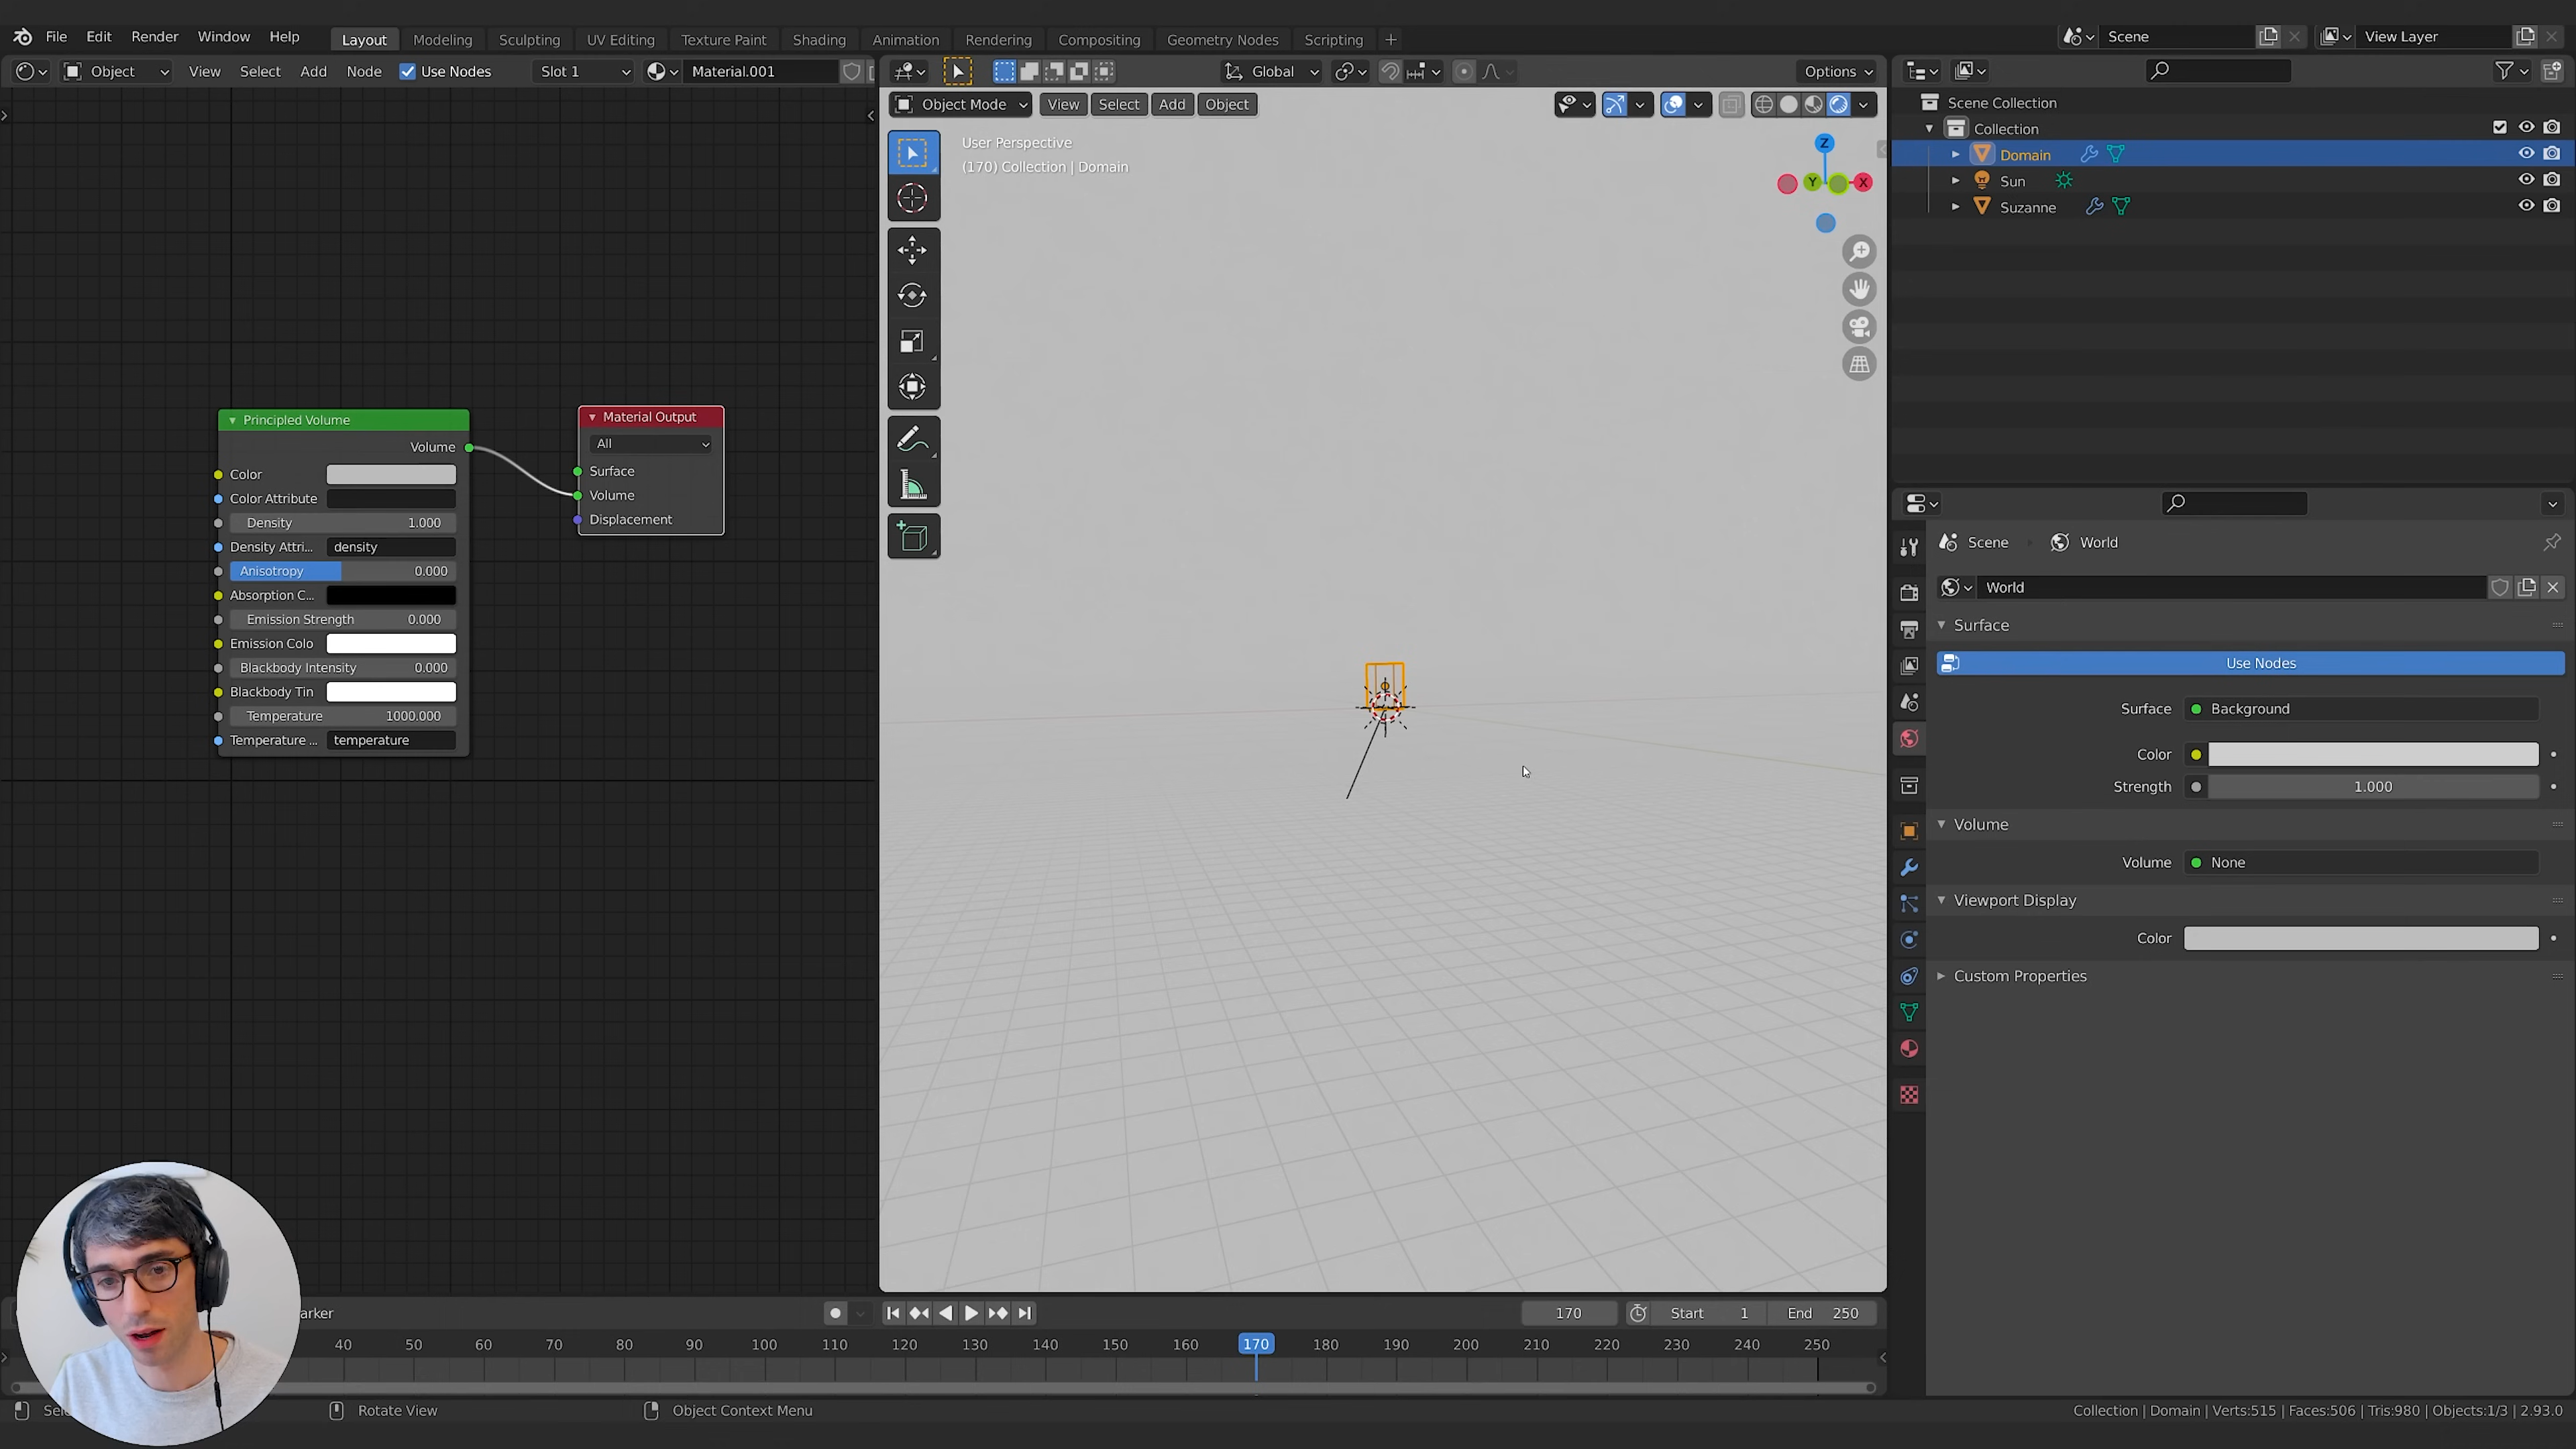 File Edit Render Window Help Layout Modeling Sculpting UV Editing Texture Paint Shading Animation Rendering Compositing Geometry Nodes Scripting + Scene View Layer
Object View Select Add Node Use Nodes Slot 1 Material.001 Global Options
Object Mode View Select Add Object
User Perspective
(170) Collection | Domain
Z
Y
X
Scene Collection
Collection
Domain
Sun
Suzanne
Principled Volume
Volume
Color
Color Attribute
Density 1.000
Density Attri... density
Anisotropy 0.000
Absorption C...
Emission Strength 0.000
Emission Colo
Blackbody Intensity 0.000
Blackbody Tin
Temperature 1000.000
Temperature ... temperature
Material Output
All
Surface
Volume
Displacement
Scene World
World
Surface
Use Nodes
Surface Background
Color
Strength 1.000
Volume
Volume None
Viewport Display
Color
Custom Properties
arker 170 Start 1 End 250
40 50 60 70 80 90 100 110 120 130 140 150 160 170 180 190 200 210 220 230 240 250
Rotate View Object Context Menu Collection | Domain | Verts:515 | Faces:506 | Tris:980 | Objects:1/3 | 2.93.0